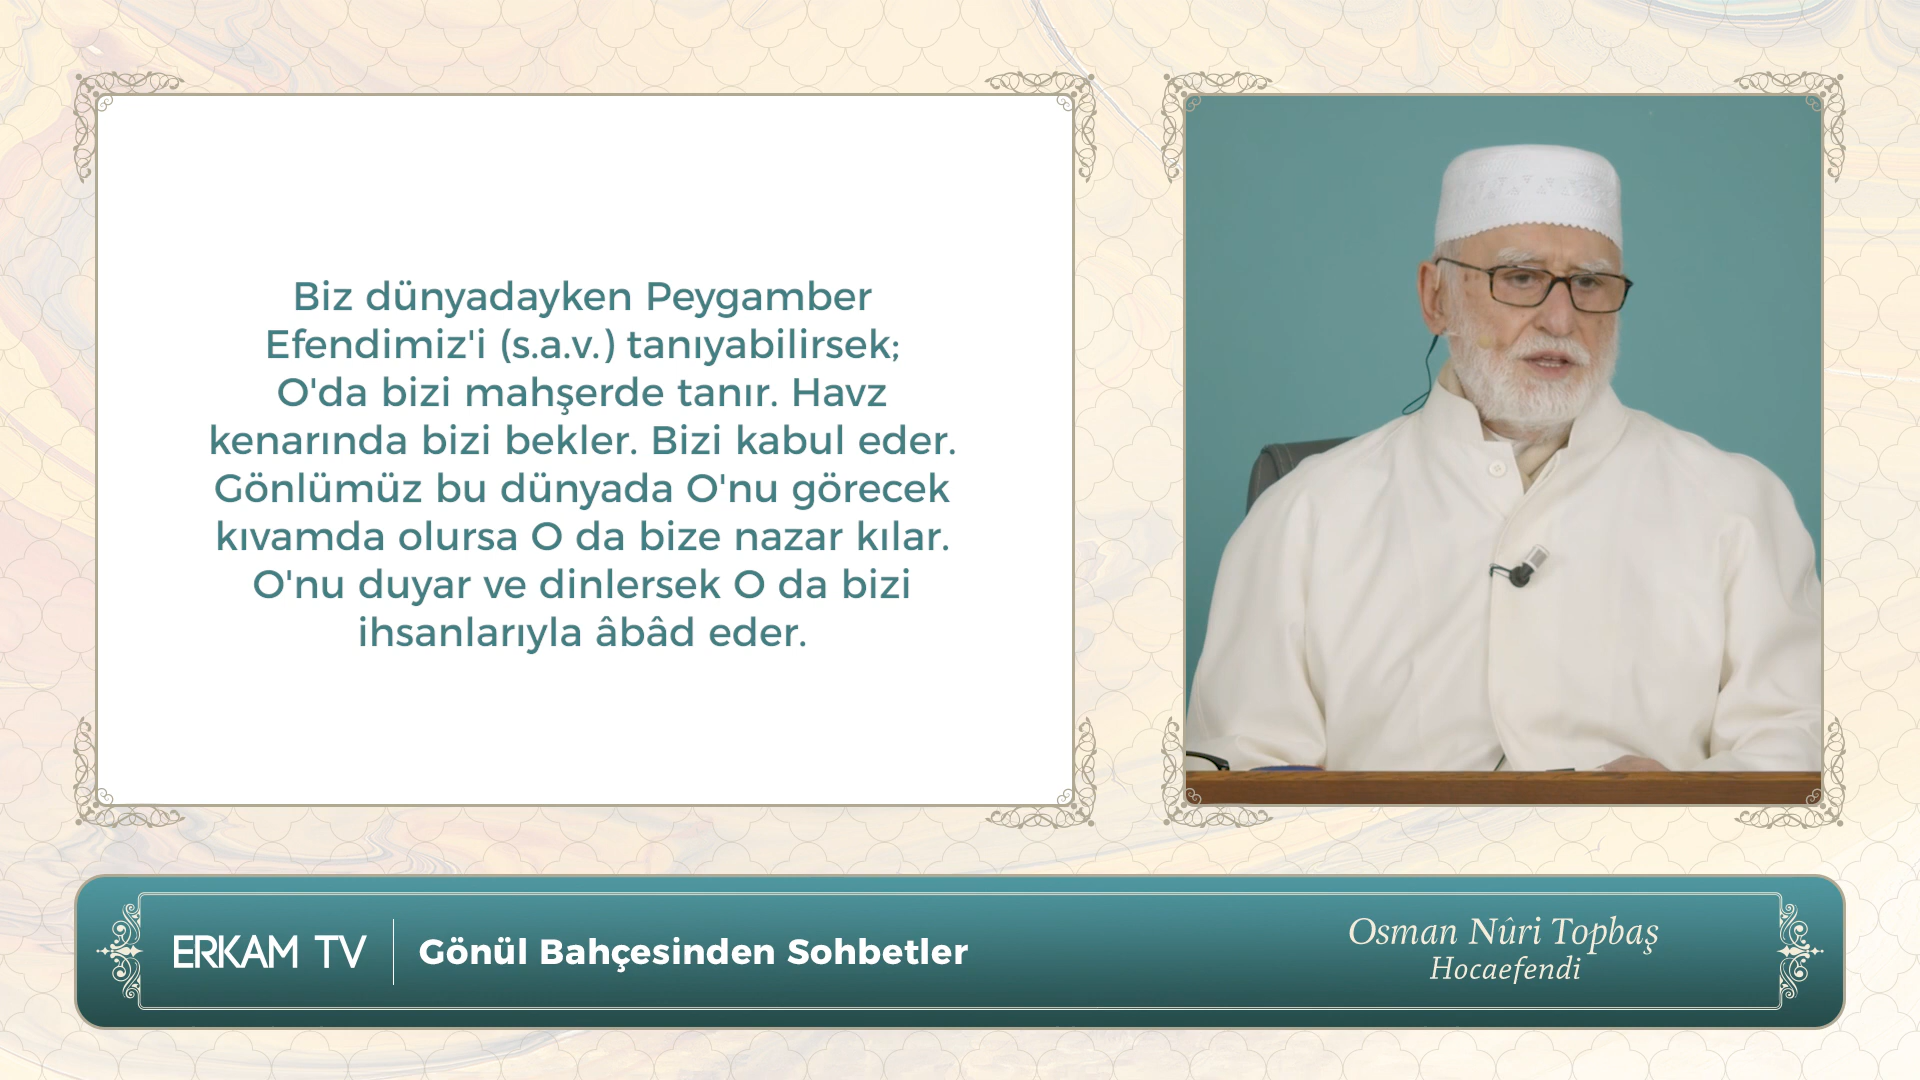 Biz dünyadayken Peygamber
Efendimiz'i (s.a.v.) tanıyabilirsek;
O'da bizi mahşerde tanır. Havz
kenarında bizi bekler. Bizi kabul eder.
Gönlümüz bu dünyada O'nu görecek
kıvamda olursa O da bize nazar kılar.
O'nu duyar ve dinlersek O da bizi
ihsanlarıyla âbâd eder.
ERKAM TV
Gönül Bahçesinden Sohbetler
Osman Nûri Topbaş
Hocaefendi